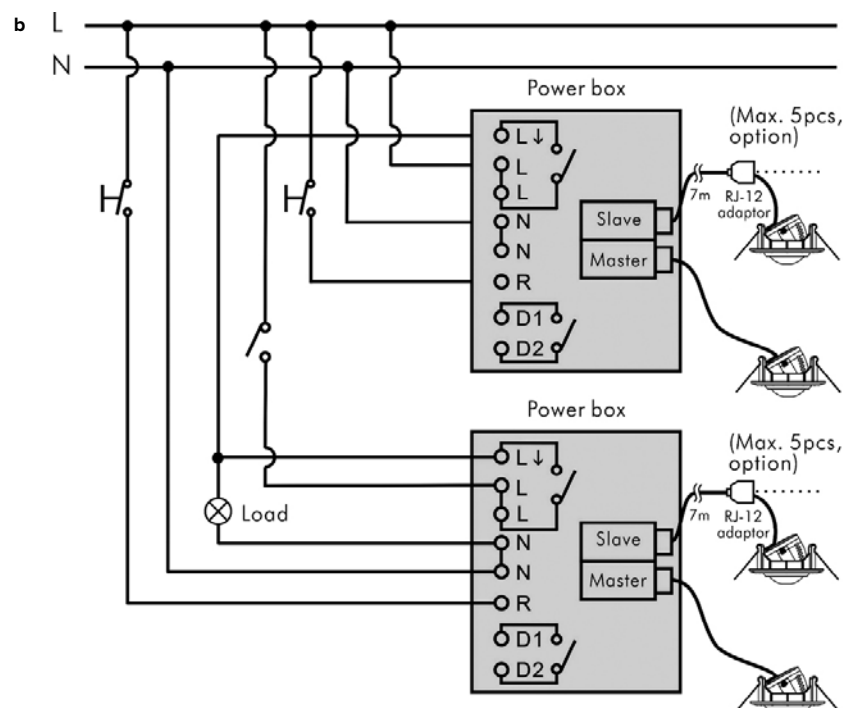 b
L
N
Power box
(Max. 5pcs,
option)
L ↓
L
L
N
N
R
D1
D2
Slave
Master
7m
RJ-12
adaptor
Power box
(Max. 5pcs,
option)
L ↓
L
L
N
N
R
D1
D2
Load
Slave
Master
7m
RJ-12
adaptor